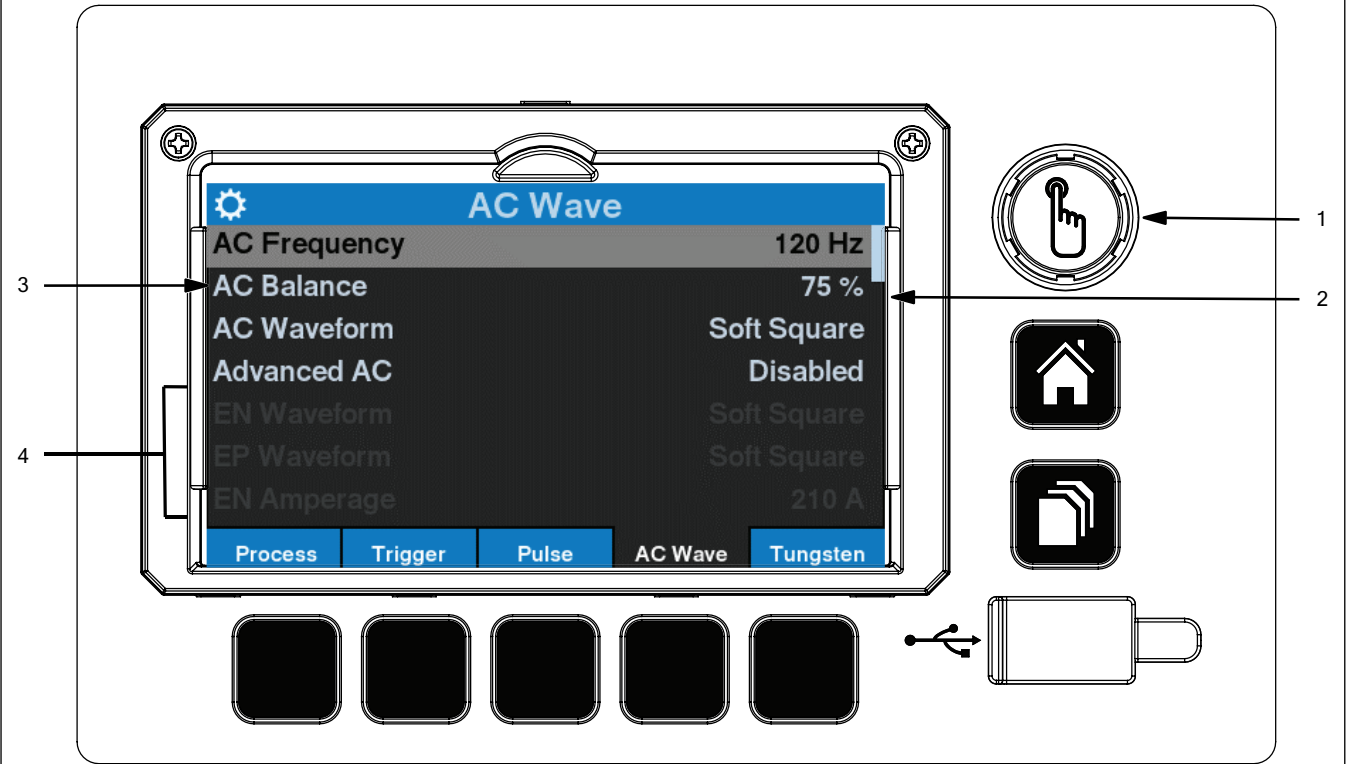 AC Wave
AC Frequency 120 Hz
AC Balance 75 %
AC Waveform Soft Square
Advanced AC Disabled
EN Waveform Soft Square
EP Waveform Soft Square
EN Amperage 210 A
Process Trigger Pulse AC Wave Tungsten
1
2
3
4